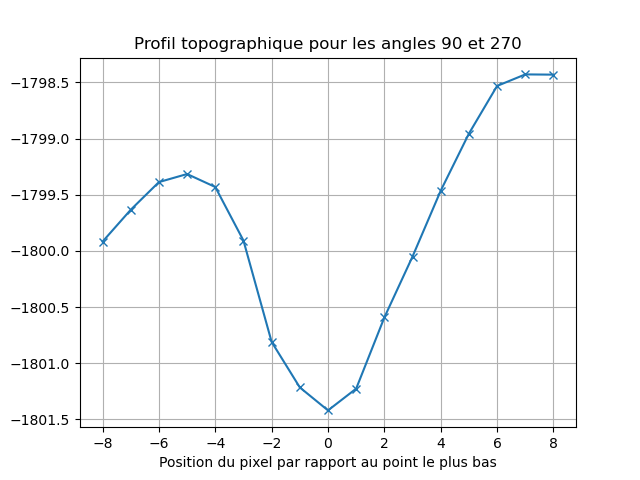 Profil topographique pour les angles 90 et 270
−1798.5
−1799.0
−1799.5
−1800.0
−1800.5
−1801.0
−1801.5
−8 −6 −4 −2 0 2 4 6 8
Position du pixel par rapport au point le plus bas